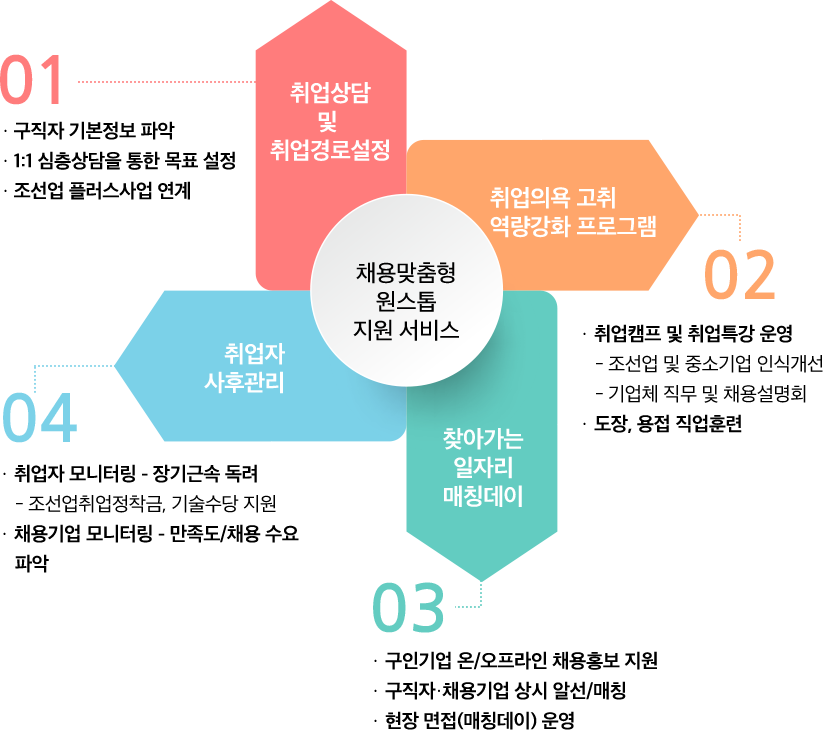 01
취업상담
및
취업경로설정
· 구직자 기본정보 파악
· 1:1 심층상담을 통한 목표 설정
· 조선업 플러스사업 연계
취업의욕 고취
역량강화 프로그램
02
· 취업캠프 및 취업특강 운영
– 조선업 및 중소기업 인식개선
– 기업체 직무 및 채용설명회
· 도장, 용접 직업훈련
채용맞춤형
원스톱
지원 서비스
찾아가는
일자리
매칭데이
03
· 구인기업 온/오프라인 채용홍보 지원
· 구직자·채용기업 상시 알선/매칭
· 현장 면접(매칭데이) 운영
취업자
사후관리
04
· 취업자 모니터링 - 장기근속 독려
– 조선업취업정착금, 기술수당 지원
· 채용기업 모니터링 - 만족도/채용 수요
파악